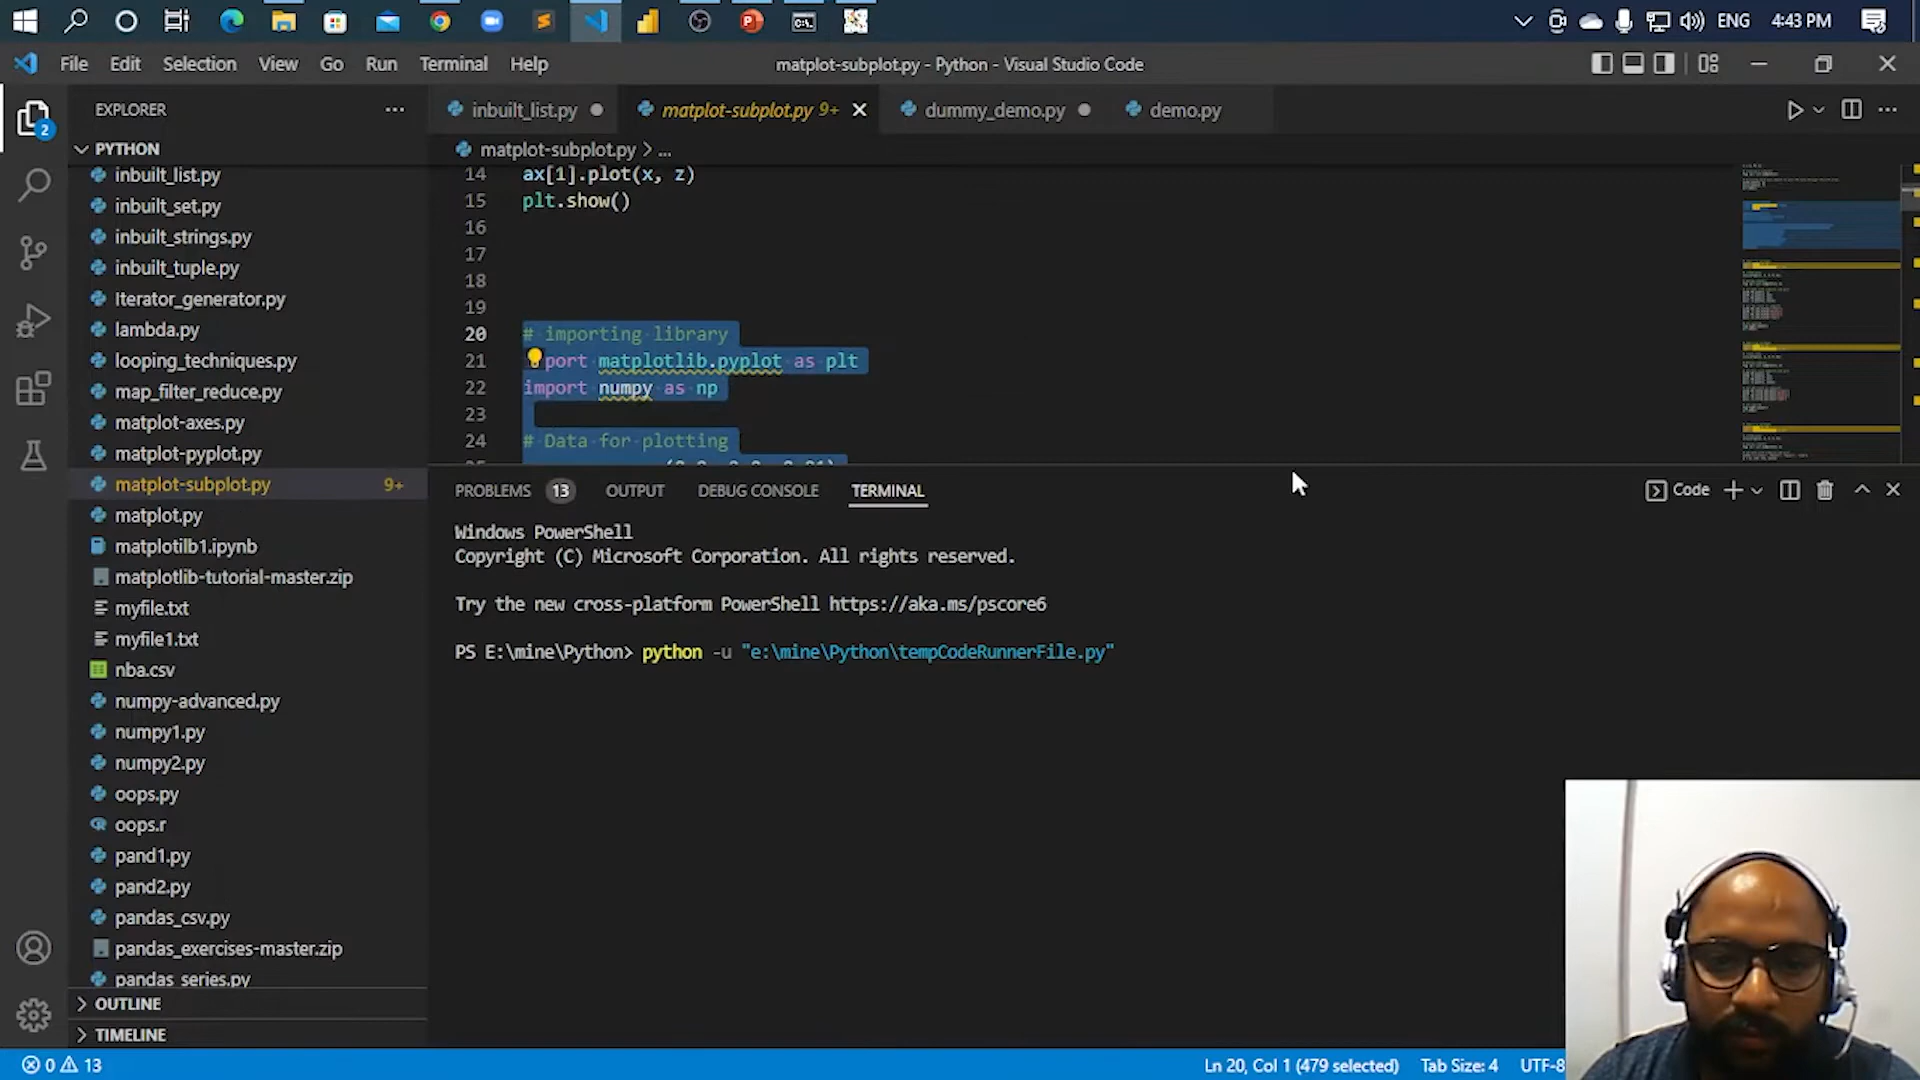 ENG
4:43 PM
File Edit Selection View Go Run Terminal Help
matplot-subplot.py - Python - Visual Studio Code
EXPLORER
PYTHON
inbuilt_list.py
inbuilt_set.py
inbuilt_strings.py
inbuilt_tuple.py
Iterator_generator.py
lambda.py
looping_techniques.py
map_filter_reduce.py
matplot-axes.py
matplot-pyplot.py
matplot-subplot.py 9+
matplot.py
matplotilb1.ipynb
matplotlib-tutorial-master.zip
myfile.txt
myfile1.txt
nba.csv
numpy-advanced.py
numpy1.py
numpy2.py
oops.py
oops.r
pand1.py
pand2.py
pandas_csv.py
pandas_exercises-master.zip
pandas_series.py
OUTLINE
TIMELINE
2
inbuilt_list.py
matplot-subplot.py 9+
dummy_demo.py
demo.py
matplot-subplot.py > ...
14 ax[1].plot(x, z)
15 plt.show()
16
17
18
19
20 # importing library
21 port matplotlib.pyplot as plt
22 import numpy as np
23
24 # Data for plotting
PROBLEMS 13 OUTPUT DEBUG CONSOLE TERMINAL
Code
Windows PowerShell
Copyright (C) Microsoft Corporation. All rights reserved.
Try the new cross-platform PowerShell https://aka.ms/pscore6
PS E:\mine\Python> python -u "e:\mine\Python\tempCodeRunnerFile.py"
0 13
Ln 20, Col 1 (479 selected)
Tab Size: 4
UTF-8